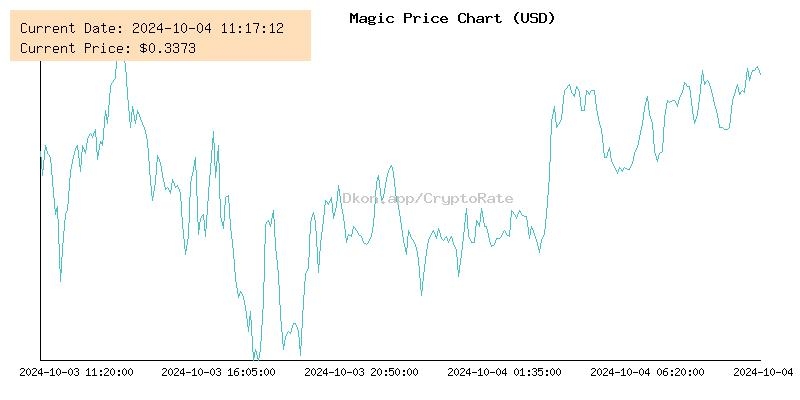 Magic Price Chart (USD)
Current Date: 2024-10-04 11:17:12
Current Price: $0.3373
Dkon.app/CryptoRate
2024-10-03 11:20:00 2024-10-03 16:05:00 2024-10-03 20:50:00 2024-10-04 01:35:00 2024-10-04 06:20:00 2024-10-04